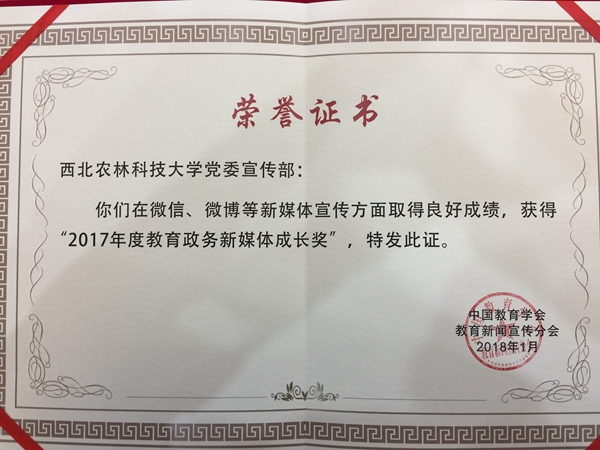 荣誉证书
西北农林科技大学党委宣传部：
你们在微信、微博等新媒体宣传方面取得良好成绩，获得
“2017年度教育政务新媒体成长奖”，特发此证。
中国教育学会
教育新闻宣传分会
2018年1月